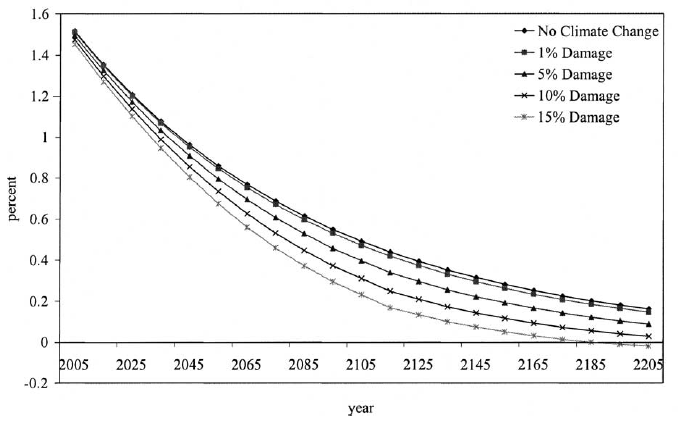 1.6
1.4
1.2
1
0.8
0.6
0.4
0.2
0
-0.2
percent
No Climate Change
1% Damage
5% Damage
10% Damage
15% Damage
2005 2025 2045 2065 2085 2105 2125 2145 2165 2185 2205
year